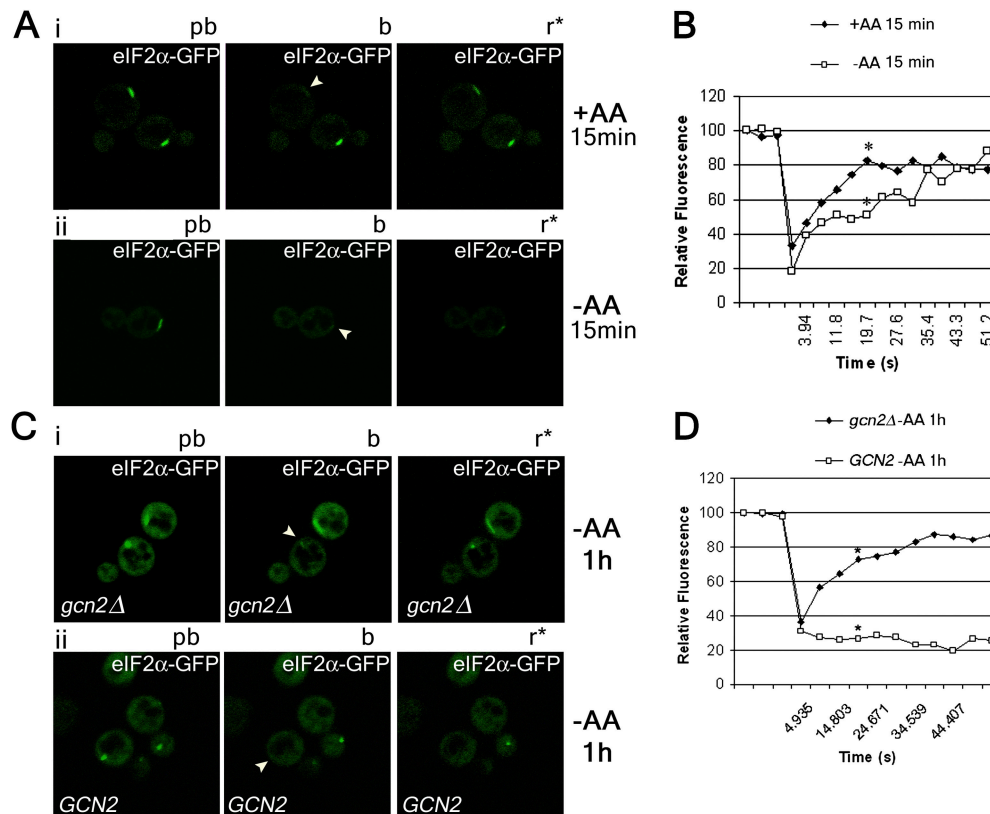 A
i pb b r*
eIF2α-GFP eIF2α-GFP eIF2α-GFP
+AA
15min
ii pb b r*
eIF2α-GFP eIF2α-GFP eIF2α-GFP
-AA
15min
B
+AA 15 min
-AA 15 min
120
100
80
60
40
20
0
Relative Fluorescence
* *
3.94 11.8 19.7 27.6 35.4 43.3 51.2
Time (s)
C
i pb b r*
eIF2α-GFP eIF2α-GFP eIF2α-GFP
gcn2Δ gcn2Δ gcn2Δ
-AA
1h
ii pb b r*
eIF2α-GFP eIF2α-GFP eIF2α-GFP
GCN2 GCN2 GCN2
-AA
1h
D
gcn2Δ-AA 1h
GCN2 -AA 1h
120
100
80
60
40
20
0
Relative Fluorescence
* *
4.935 14.803 24.671 34.539 44.407
Time (s)